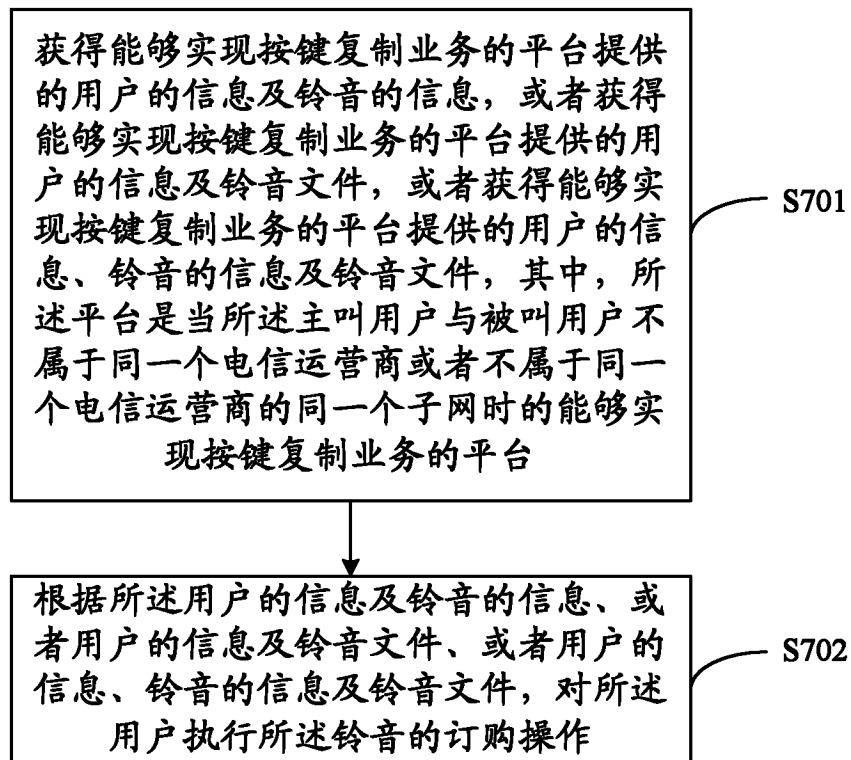 获得能够实现按键复制业务的平台提供
的用户的信息及铃音的信息，或者获得
能够实现按键复制业务的平台提供的用
户的信息及铃音文件，或者获得能够实
现按键复制业务的平台提供的用户的信
息、铃音的信息及铃音文件，其中，所
述平台是当所述主叫用户与被叫用户不
属于同一个电信运营商或者不属于同一
个电信运营商的同一个子网时的能够实
现按键复制业务的平台
S701
根据所述用户的信息及铃音的信息、或
者用户的信息及铃音文件、或者用户的
信息、铃音的信息及铃音文件，对所述
用户执行所述铃音的订购操作
S702